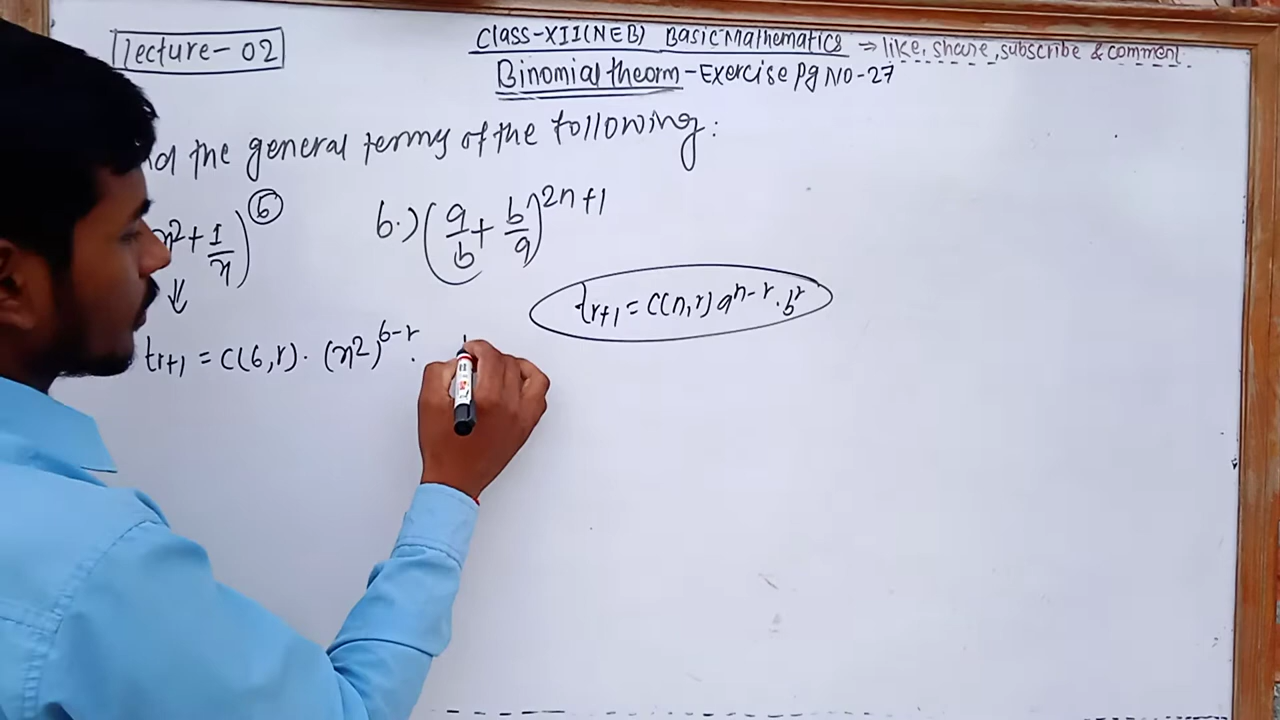 Lecture-02
Class-XII(NEB) Basic Mathematics → like, share, subscribe & comment.
Binomial theorm - Exercise Pg NO-27
the general terms of the following:
x²+1/x)⁶ b.) (a/b + b/a)^2n+1
t_r+1 = C(n,r) a^n-r . b^r
t_r+1 = C(6,r). (x²)^6-r .